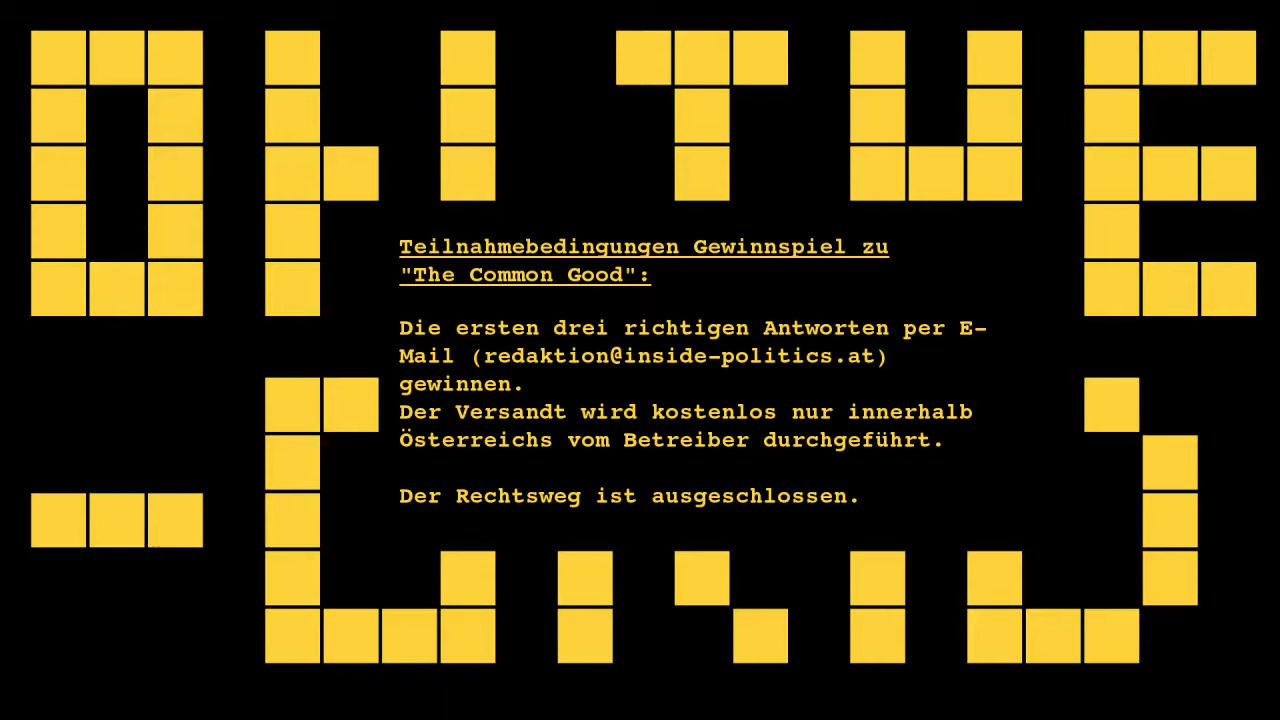 Teilnahmebedingungen Gewinnspiel zu
"The Common Good":
Die ersten drei richtigen Antworten per E-
Mail (redaktion@inside-politics.at)
gewinnen.
Der Versandt wird kostenlos nur innerhalb
Österreichs vom Betreiber durchgeführt.
Der Rechtsweg ist ausgeschlossen.